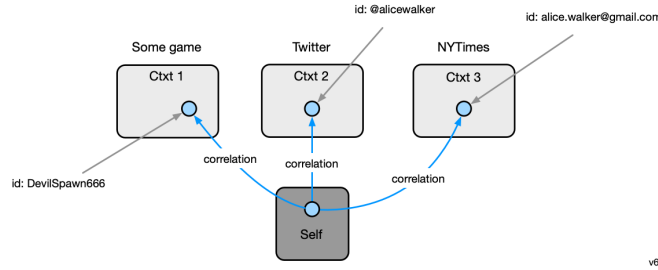 id: @alicewalker
id: alice.walker@gmail.com
Some game
Twitter
NYTimes
Ctxt 1
Ctxt 2
Ctxt 3
correlation
correlation
correlation
id: DevilSpawn666
Self
v6